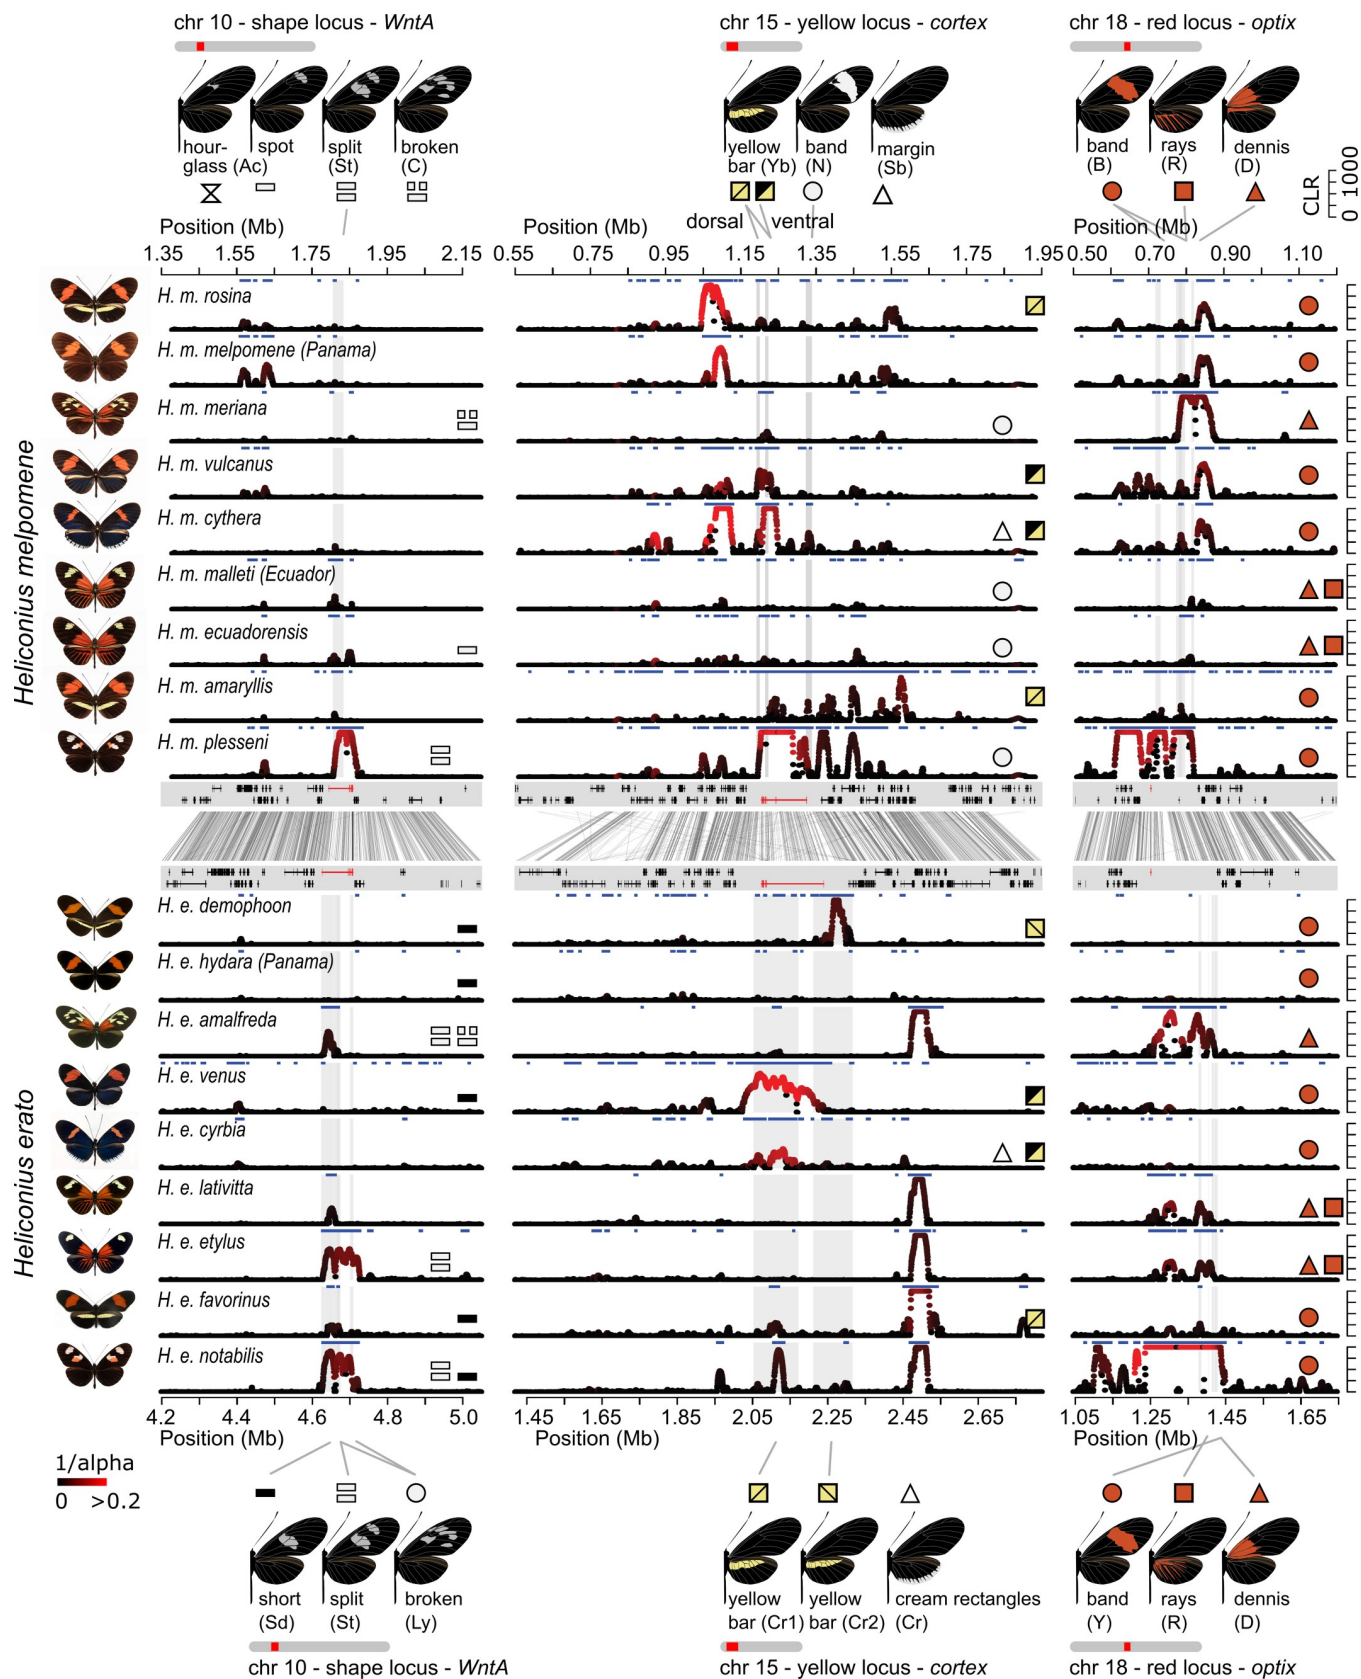 chr 10 - shape locus - WntA
chr 15 - yellow locus - cortex
chr 18 - red locus - optix
hour-
glass (Ac)
spot
split
(St)
broken
(C)
yellow
bar (Yb)
band
(N)
margin
(Sb)
band
(B)
rays
(R)
dennis
(D)
CLR
0 1000
dorsal
ventral
Position (Mb)
Position (Mb)
Position (Mb)
1.35 1.55 1.75 1.95 2.15
0.55 0.75 0.95 1.15 1.35 1.55 1.75 1.95
0.50 0.70 0.90 1.10
Heliconius melpomene
H. m. rosina
H. m. melpomene (Panama)
H. m. meriana
H. m. vulcanus
H. m. cythera
H. m. malleti (Ecuador)
H. m. ecuadorensis
H. m. amaryllis
H. m. plesseni
Heliconius erato
H. e. demophoon
H. e. hydara (Panama)
H. e. amalfreda
H. e. venus
H. e. cyrbia
H. e. lativitta
H. e. etylus
H. e. favorinus
H. e. notabilis
4.2 4.4 4.6 4.8 5.0
1.45 1.65 1.85 2.05 2.25 2.45 2.65
1.05 1.25 1.45 1.65
Position (Mb)
Position (Mb)
Position (Mb)
1/alpha
0 >0.2
short
(Sd)
split
(St)
broken
(Ly)
yellow
bar (Cr1)
yellow
bar (Cr2)
cream rectangles
(Cr)
band
(Y)
rays
(R)
dennis
(D)
chr 10 - shape locus - WntA
chr 15 - yellow locus - cortex
chr 18 - red locus - optix